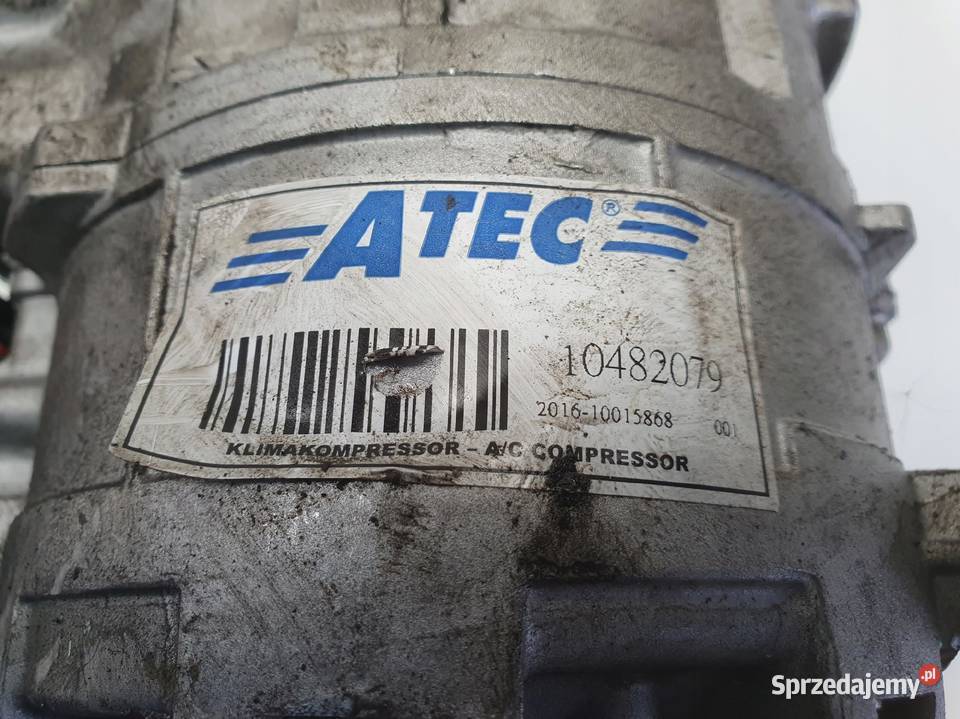 ATEC®
10482079
2016-10015868 001
KLIMAKOMPRESSOR – A/C COMPRESSOR
Sprzedajemy.pl